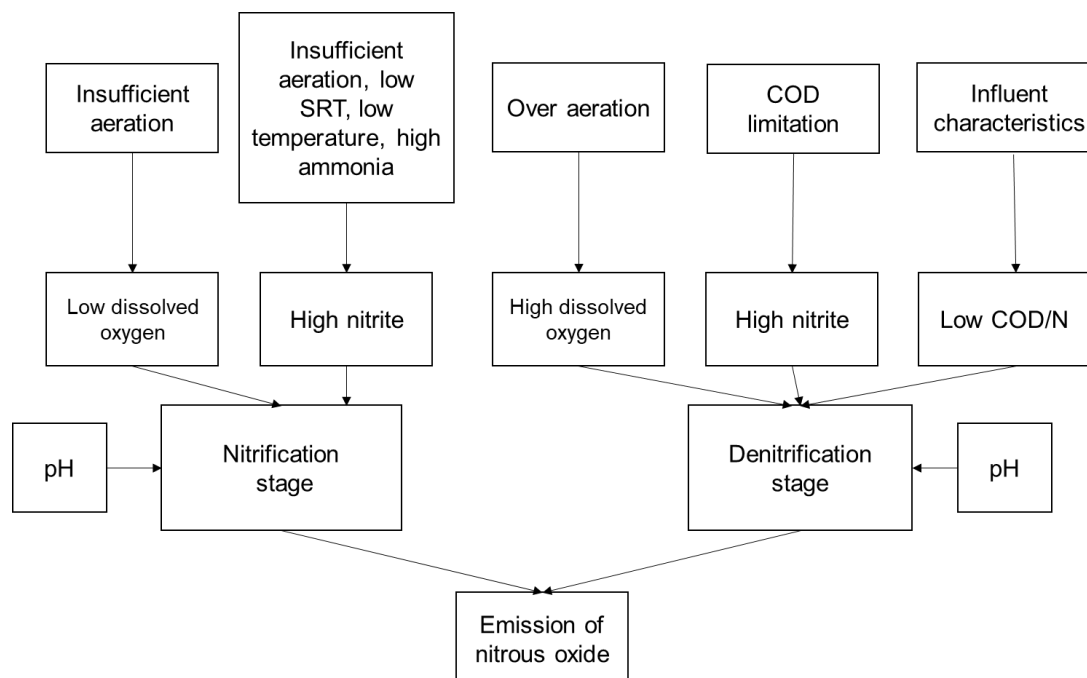 Insufficient
aeration
Insufficient
aeration, low
SRT, low
temperature, high
ammonia
Over aeration
COD
limitation
Influent
characteristics
Low dissolved
oxygen
High nitrite
High dissolved
oxygen
High nitrite
Low COD/N
pH
Nitrification
stage
Denitrification
stage
pH
Emission of
nitrous oxide